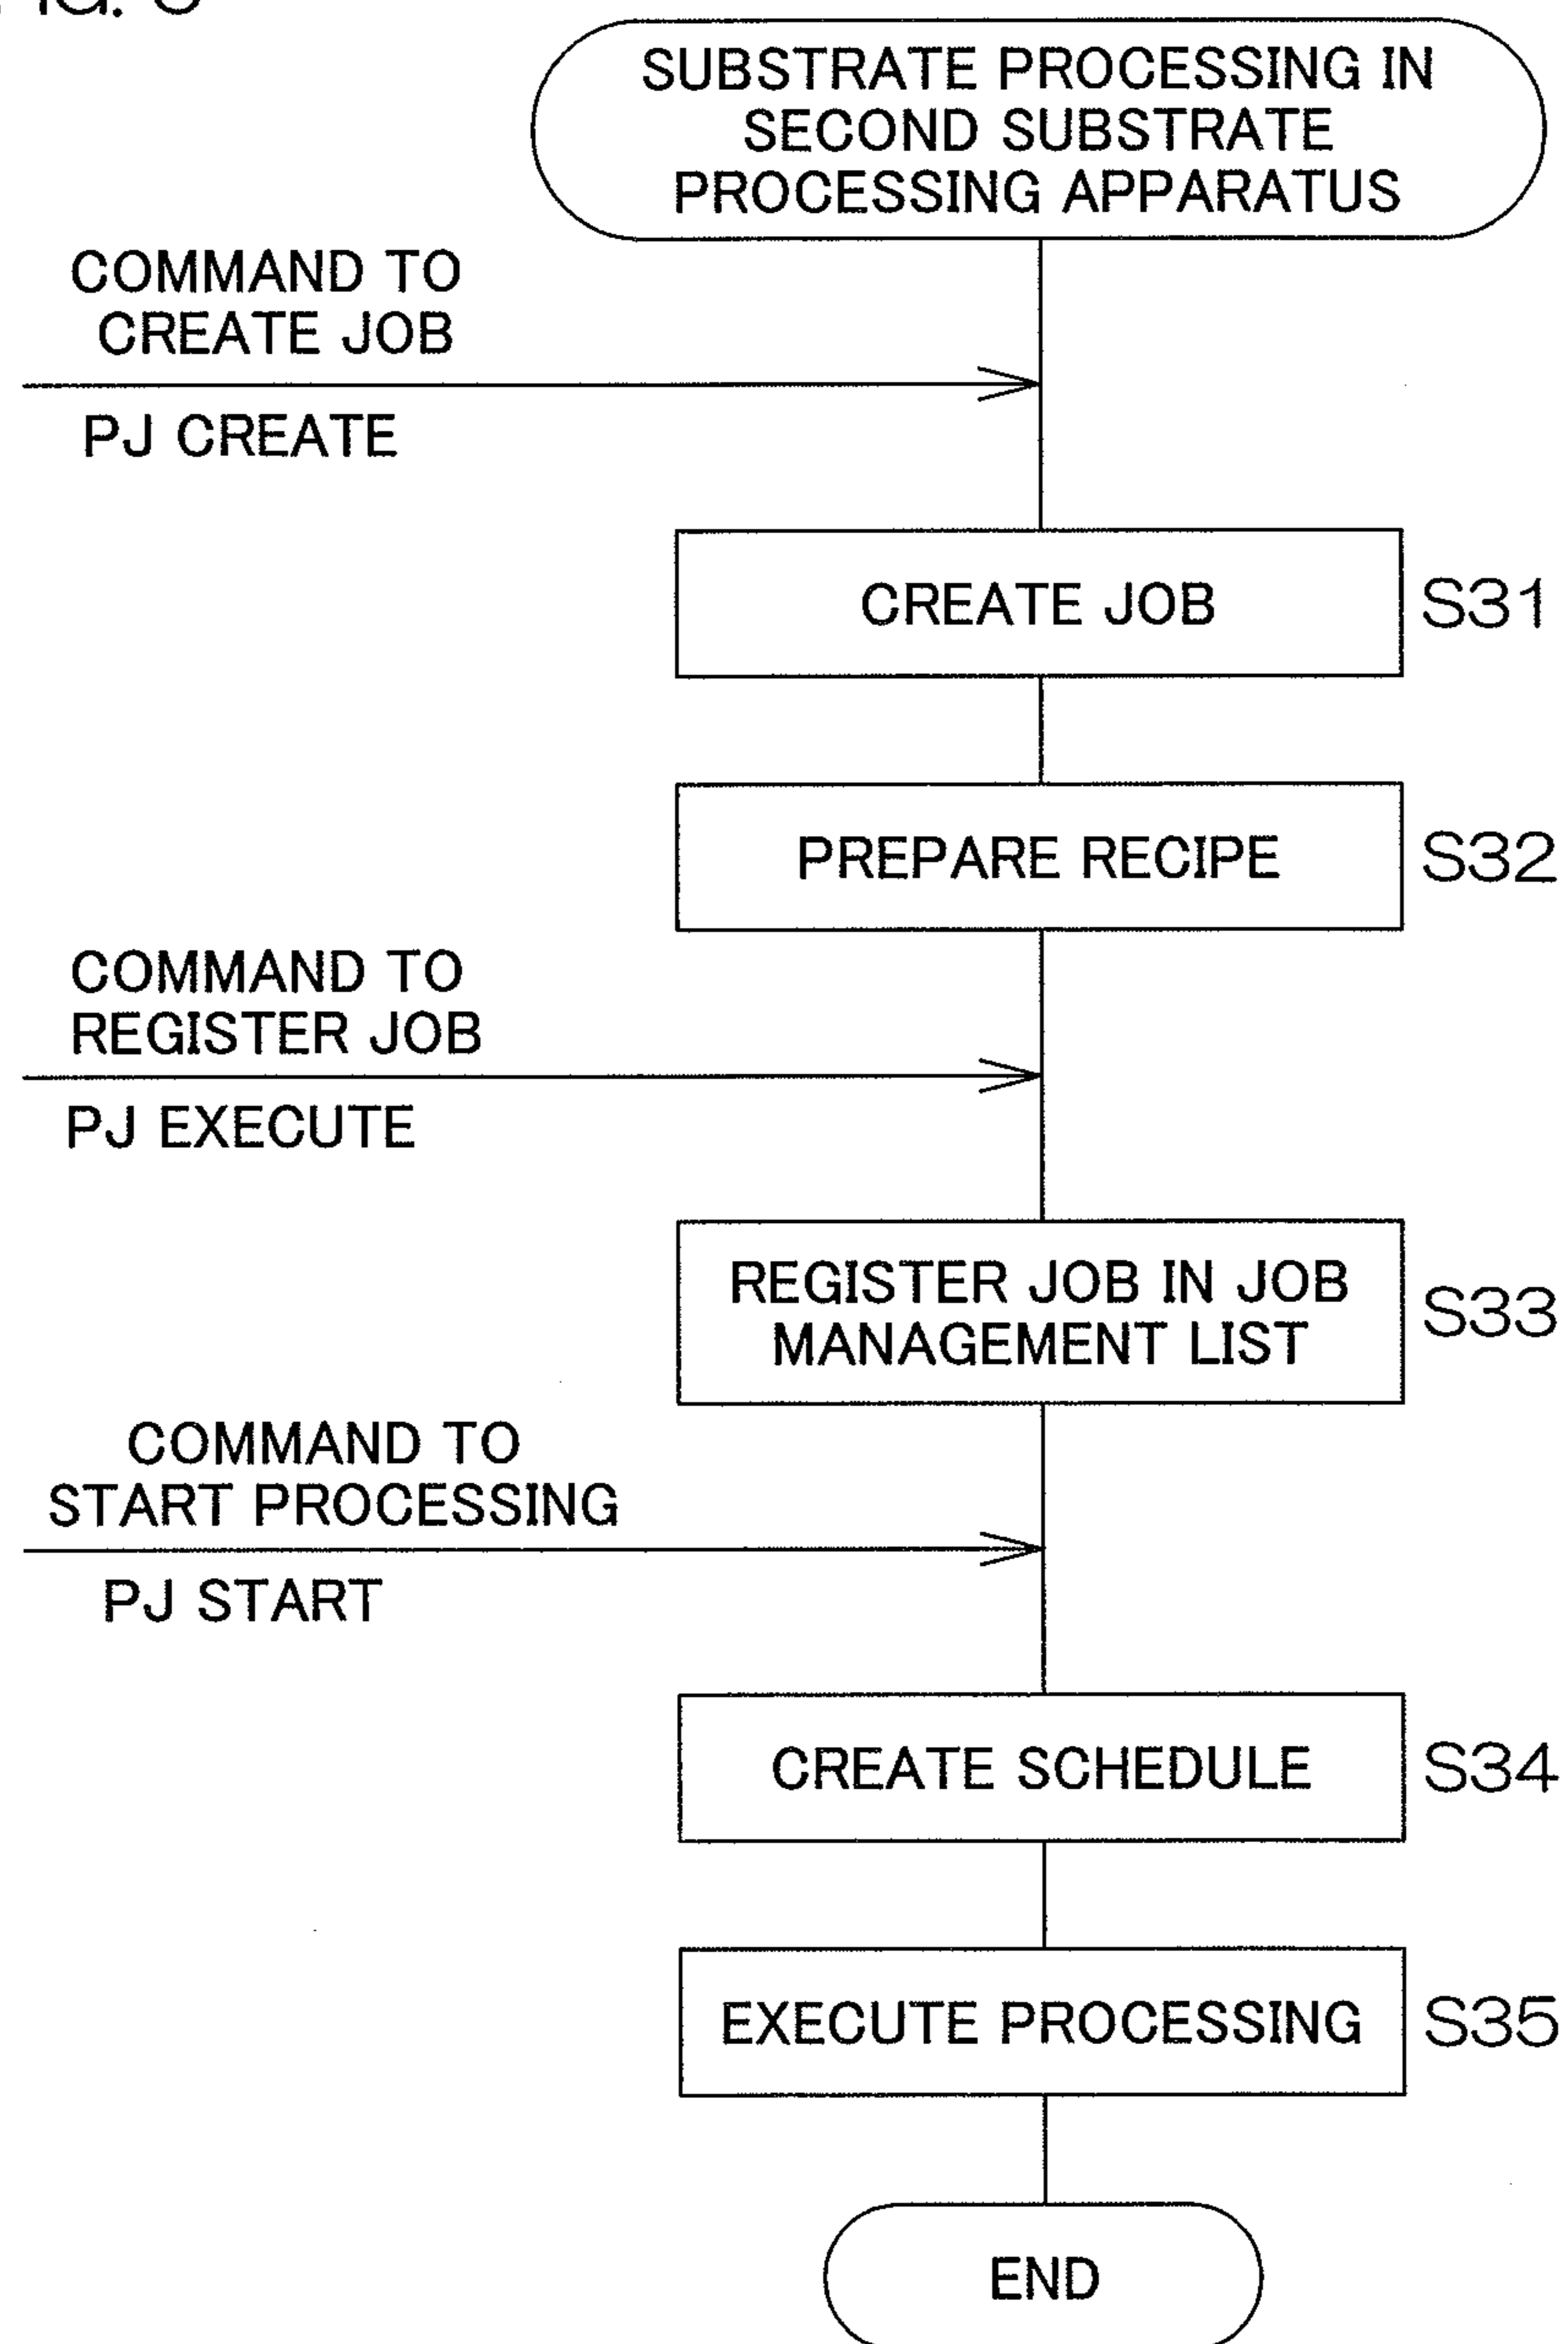 SUBSTRATE PROCESSING IN
SECOND SUBSTRATE
PROCESSING APPARATUS
COMMAND TO
CREATE JOB
PJ CREATE
CREATE JOB
S31
PREPARE RECIPE
S32
COMMAND TO
REGISTER JOB
PJ EXECUTE
REGISTER JOB IN JOB
MANAGEMENT LIST
S33
COMMAND TO
START PROCESSING
PJ START
CREATE SCHEDULE
S34
EXECUTE PROCESSING
S35
END